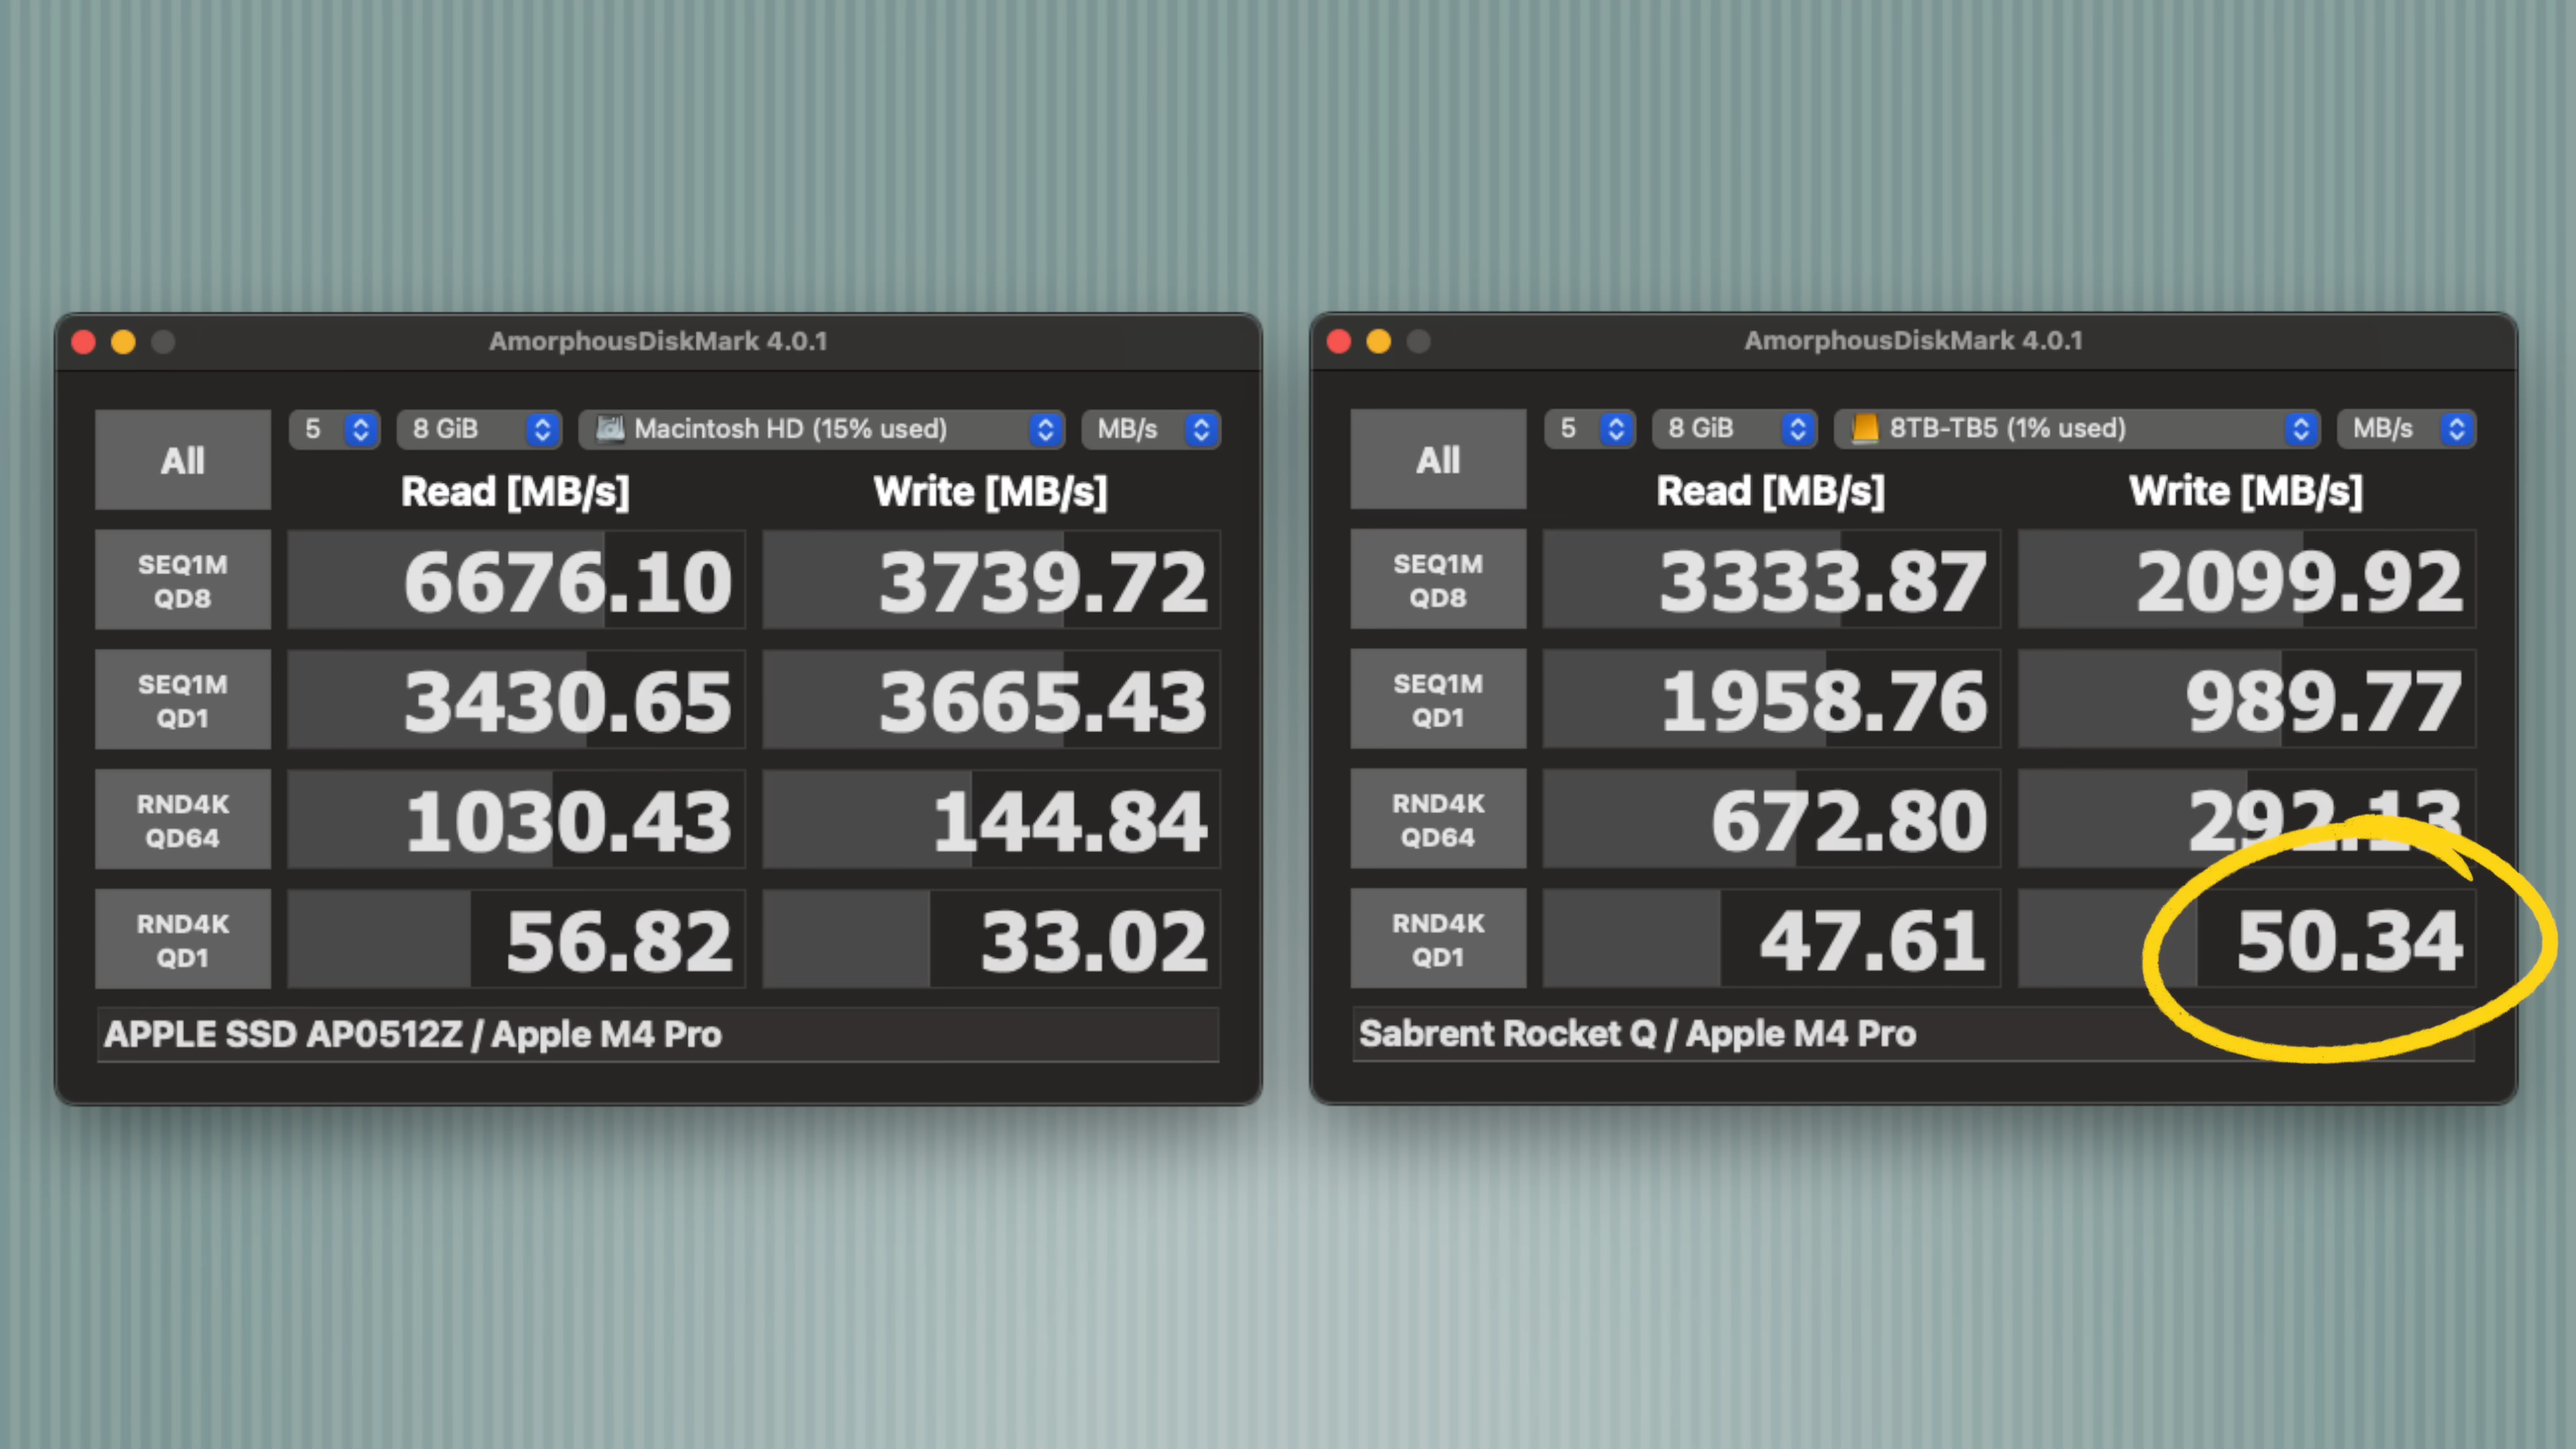 AmorphousDiskMark 4.0.1
All
5
8 GiB
Macintosh HD (15% used)
MB/s
Read [MB/s]
Write [MB/s]
SEQ1M
QD8
6676.10
3739.72
SEQ1M
QD1
3430.65
3665.43
RND4K
QD64
1030.43
144.84
RND4K
QD1
56.82
33.02
APPLE SSD AP0512Z / Apple M4 Pro
AmorphousDiskMark 4.0.1
All
5
8 GiB
8TB-TB5 (1% used)
MB/s
Read [MB/s]
Write [MB/s]
SEQ1M
QD8
3333.87
2099.92
SEQ1M
QD1
1958.76
989.77
RND4K
QD64
672.80
292.13
RND4K
QD1
47.61
50.34
Sabrent Rocket Q / Apple M4 Pro